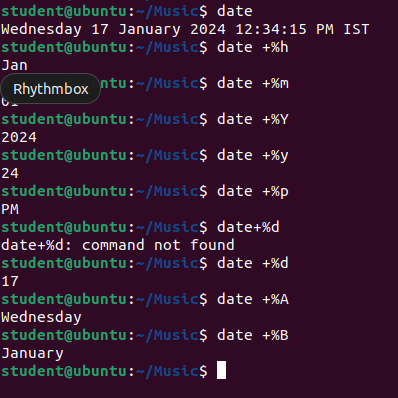 student@ubuntu:~/Music$ date
Wednesday 17 January 2024 12:34:15 PM IST
student@ubuntu:~/Music$ date +%h
Jan
Rhythmbox
ntu:~/Music$ date +%m
01
student@ubuntu:~/Music$ date +%Y
2024
student@ubuntu:~/Music$ date +%y
24
student@ubuntu:~/Music$ date +%p
PM
student@ubuntu:~/Music$ date+%d
date+%d: command not found
student@ubuntu:~/Music$ date +%d
17
student@ubuntu:~/Music$ date +%A
Wednesday
student@ubuntu:~/Music$ date +%B
January
student@ubuntu:~/Music$